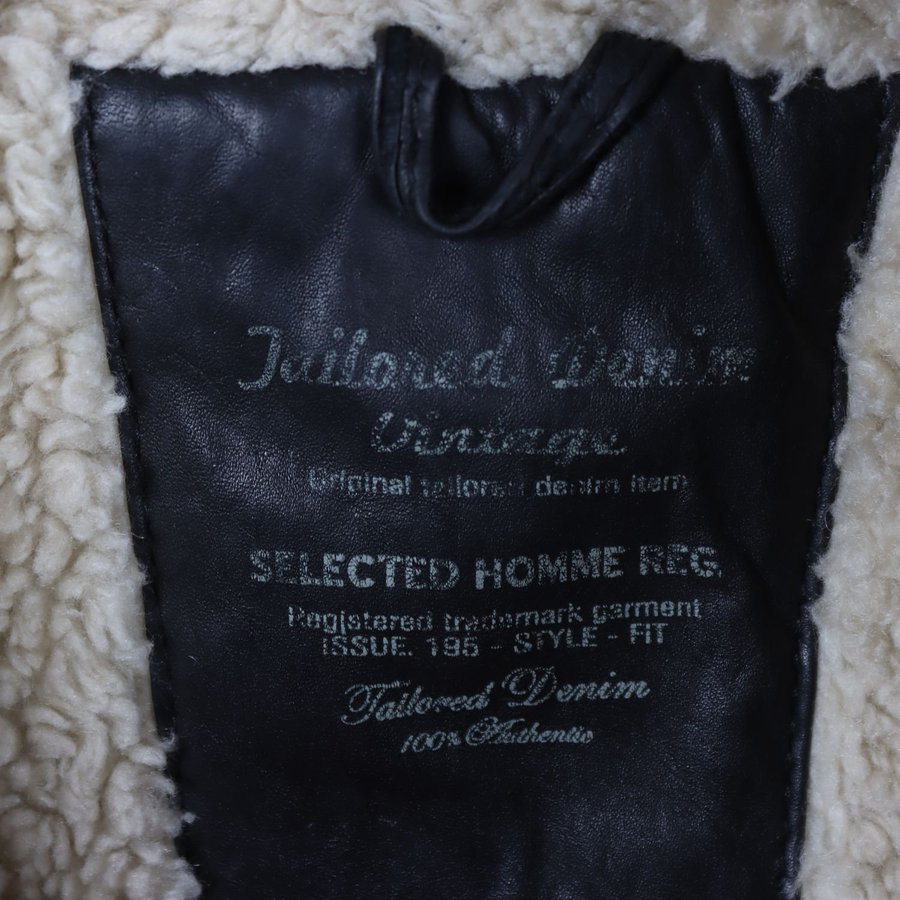 Tailored Denim
Vintage
Original tailored denim item
SELECTED HOMME REG.
Registered trademark garment
ISSUE. 195 - STYLE - FIT
Tailored Denim
100% Authentic